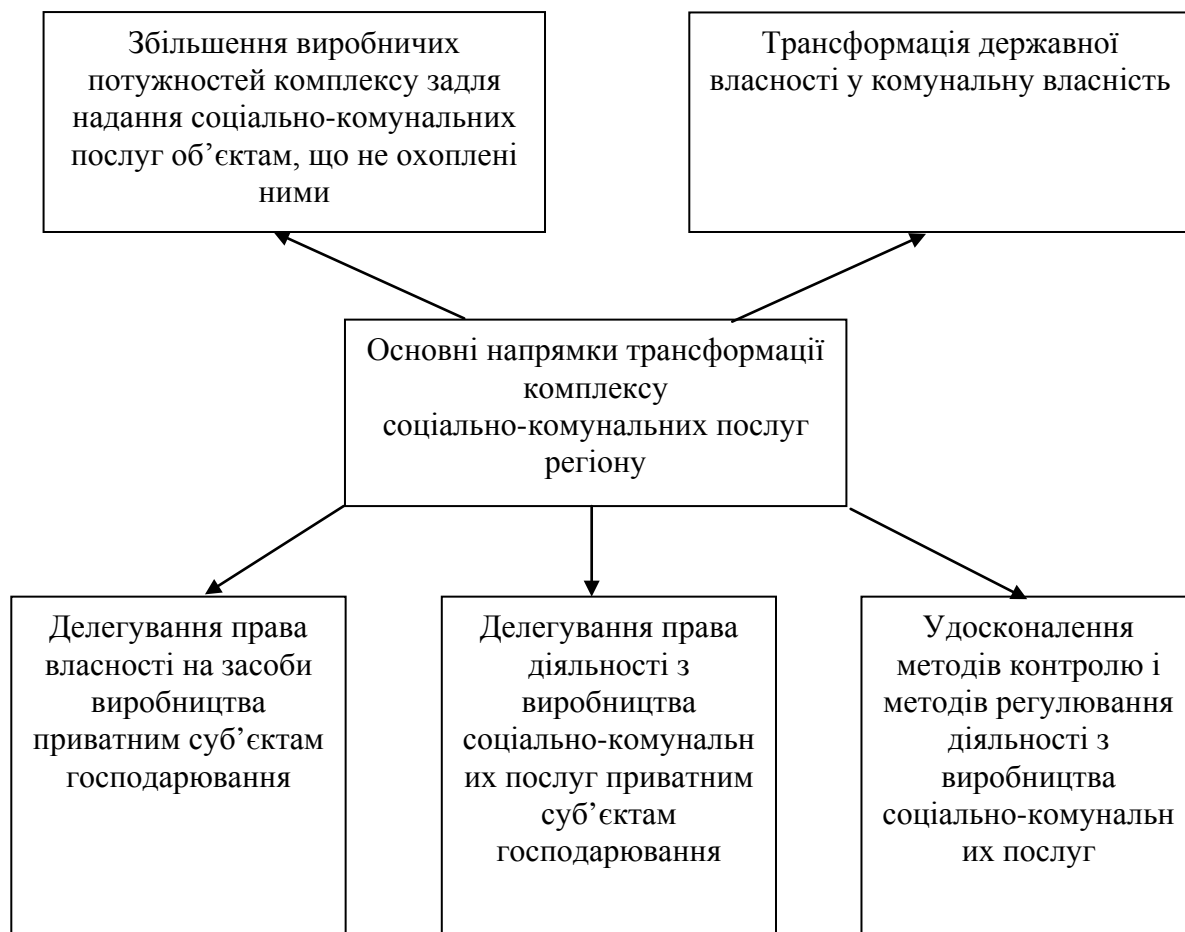 Збільшення виробничих
потужностей комплексу задля
надання соціально-комунальних
послуг об’єктам, що не охоплені
ними
Трансформація державної
власності у комунальну власність
Основні напрямки трансформації
комплексу
соціально-комунальних послуг
регіону
Делегування права
власності на засоби
виробництва
приватним суб’єктам
господарювання
Делегування права
діяльності з
виробництва
соціально-комунальн
их послуг приватним
суб’єктам
господарювання
Удосконалення
методів контролю і
методів регулювання
діяльності з
виробництва
соціально-комунальн
их послуг